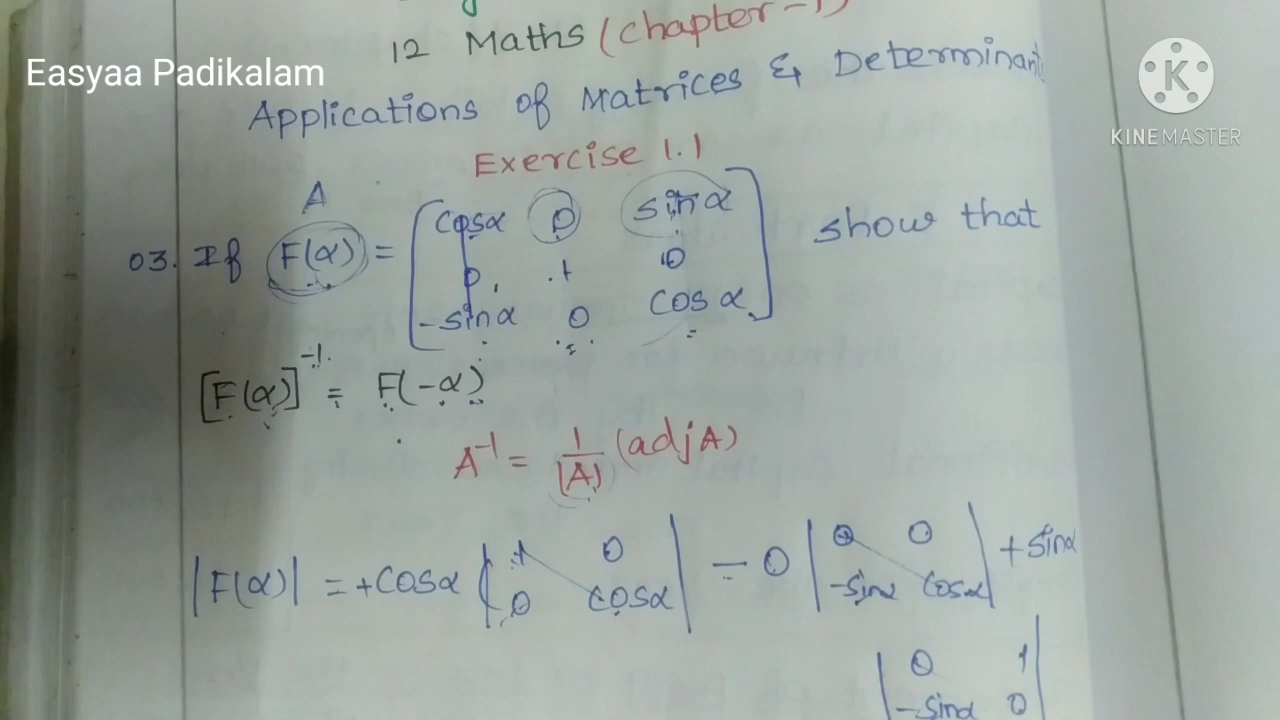 12 Maths (Chapter-1)
Easyaa Padikalam
K
KINEMASTER
Applications of Matrices & Determinant
Exercise 1.1
A
03. If F(α) = [cosα 0 sinα
0 1 0
-sinα 0 cosα] show that
[F(α)]⁻¹ = F(-α)
A⁻¹ = 1/|A| (adj A)
|F(α)| = +cosα |1 0
0 cosα| - 0 |0 0
-sinα cosα| + sinα
|0 1
-sinα 0|